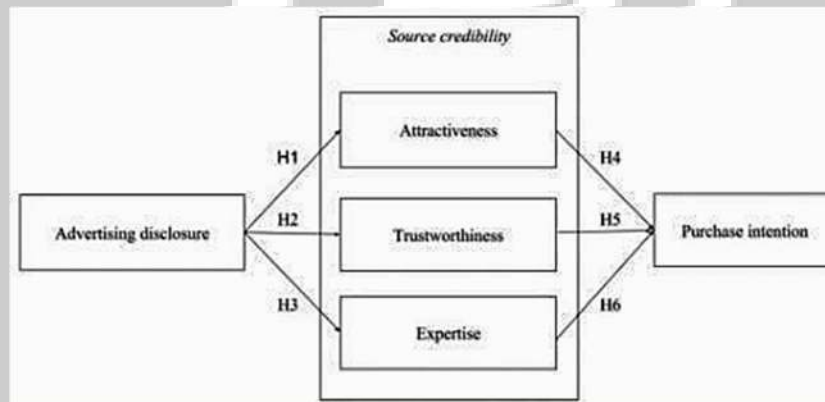 Source credibility
Attractiveness
H1
H4
Advertising disclosure
H2
Trustworthiness
H5
Purchase intention
H3
Expertise
H6